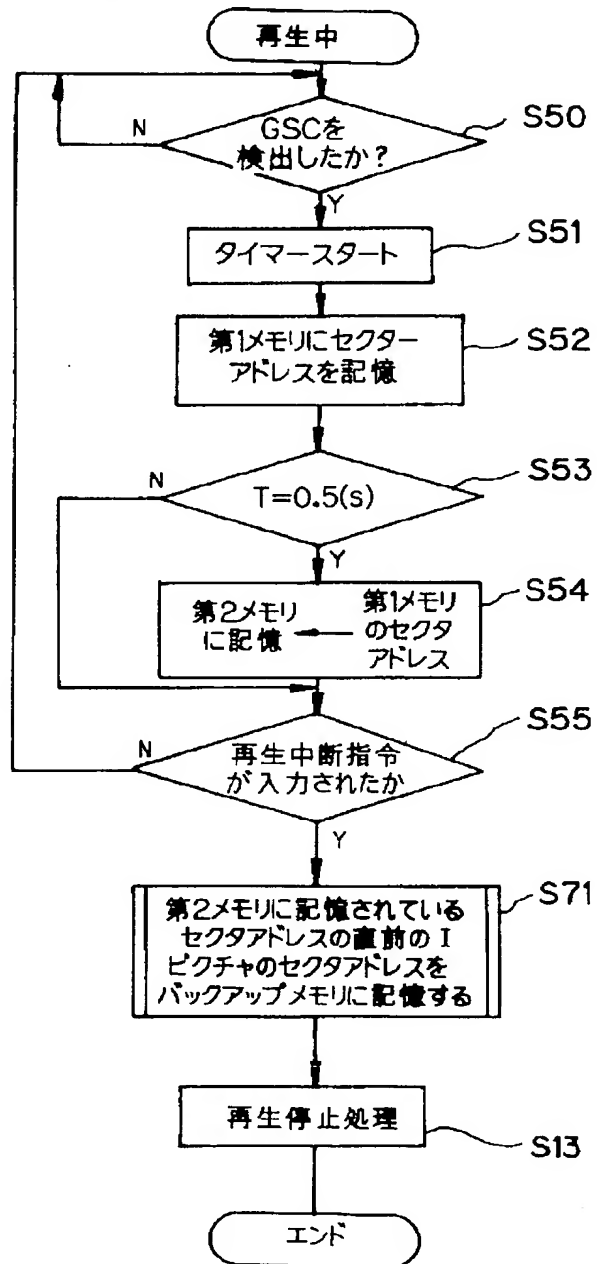 再生中
GSCを
検出したか?
N
Y
S50
タイマースタート
S51
第1メモリにセクター
アドレスを記憶
S52
T=0.5(s)
N
Y
S53
第2メモリ
に記憶
第1メモリ
のセクタ
アドレス
S54
再生中断指令
が入力されたか
N
Y
S55
第2メモリに記憶されている
セクタアドレスの直前のI
ピクチャのセクタアドレスを
バックアップメモリに記憶する
S71
再生停止処理
S13
エンド